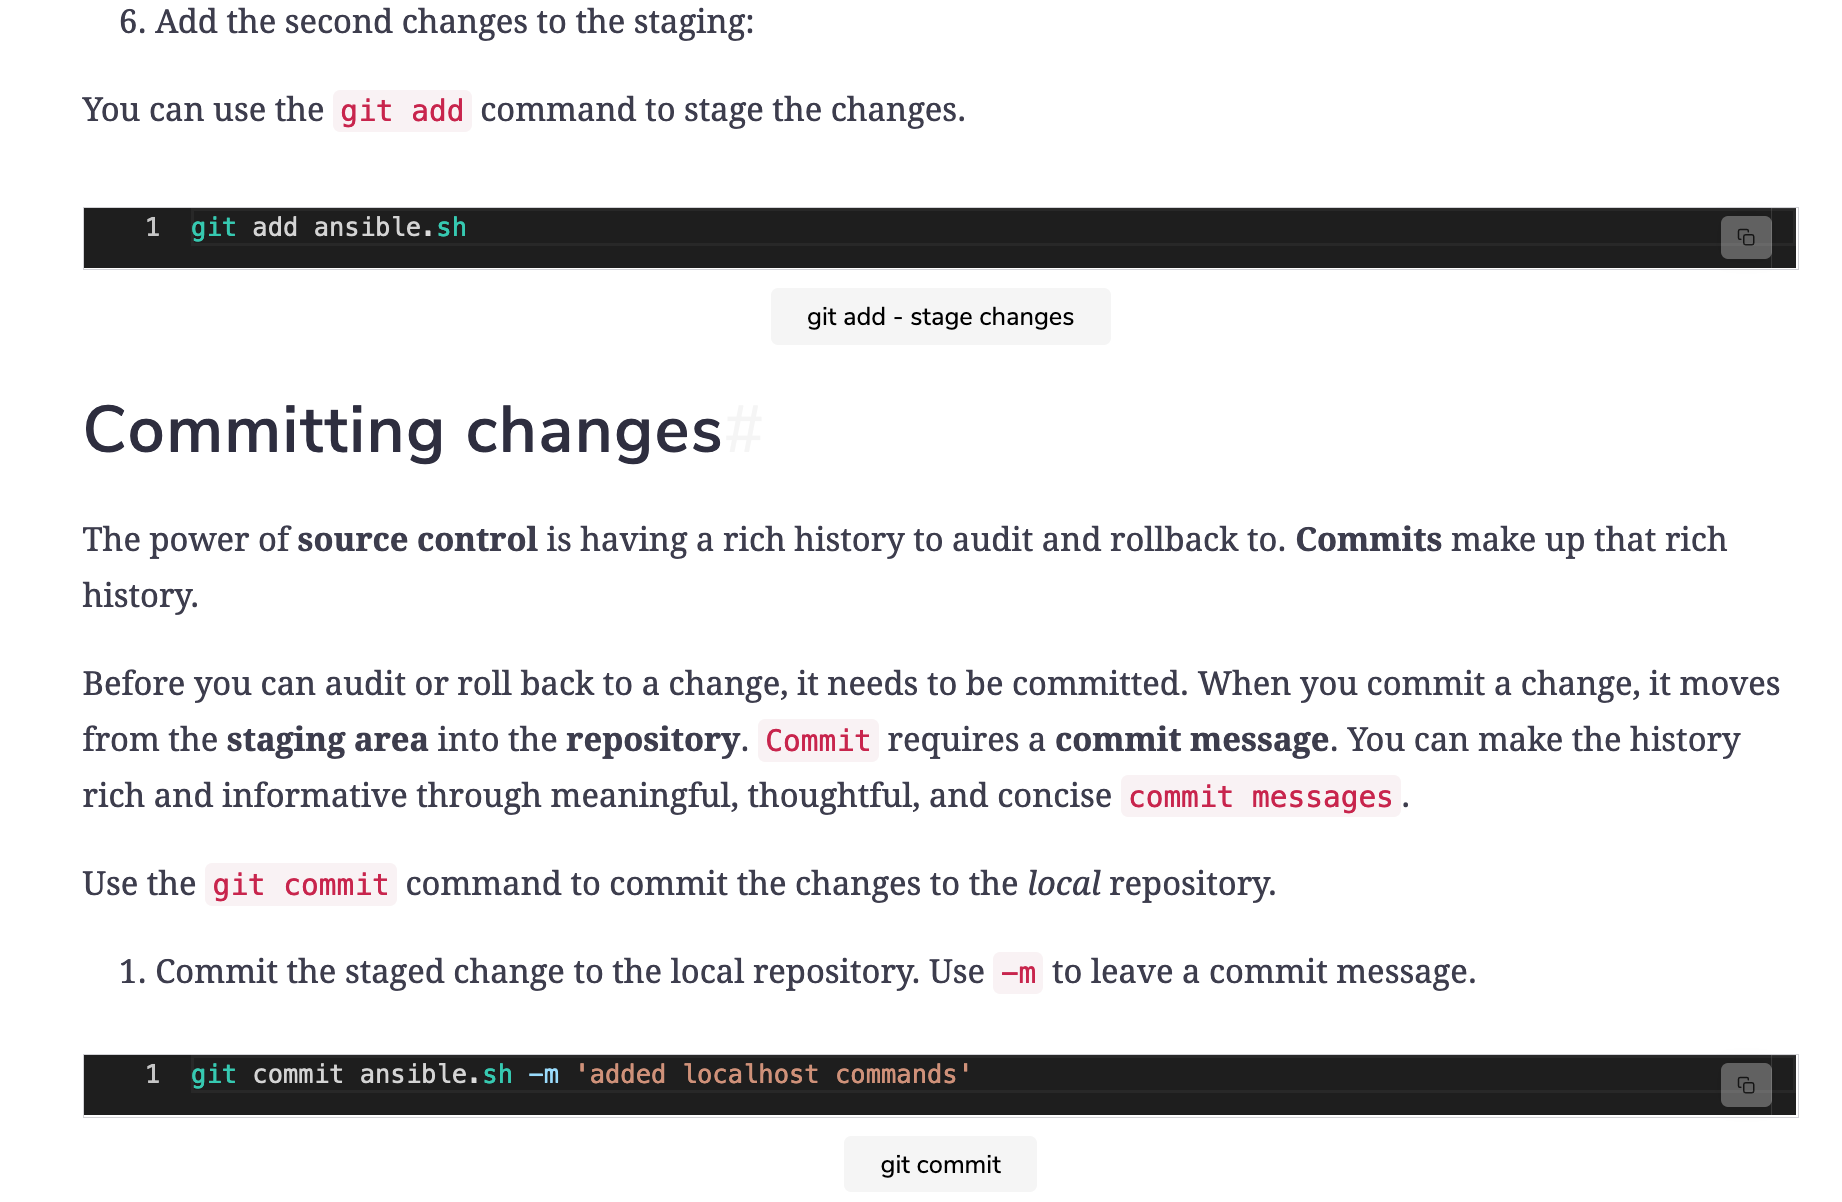 6. Add the second changes to the staging:
You can use the git add command to stage the changes.
1 git add ansible.sh
git add - stage changes
Committing changes#
The power of source control is having a rich history to audit and rollback to. Commits make up that rich
history.
Before you can audit or roll back to a change, it needs to be committed. When you commit a change, it moves
from the staging area into the repository. Commit requires a commit message. You can make the history
rich and informative through meaningful, thoughtful, and concise commit messages.
Use the git commit command to commit the changes to the local repository.
1. Commit the staged change to the local repository. Use -m to leave a commit message.
1 git commit ansible.sh -m 'added localhost commands'
git commit